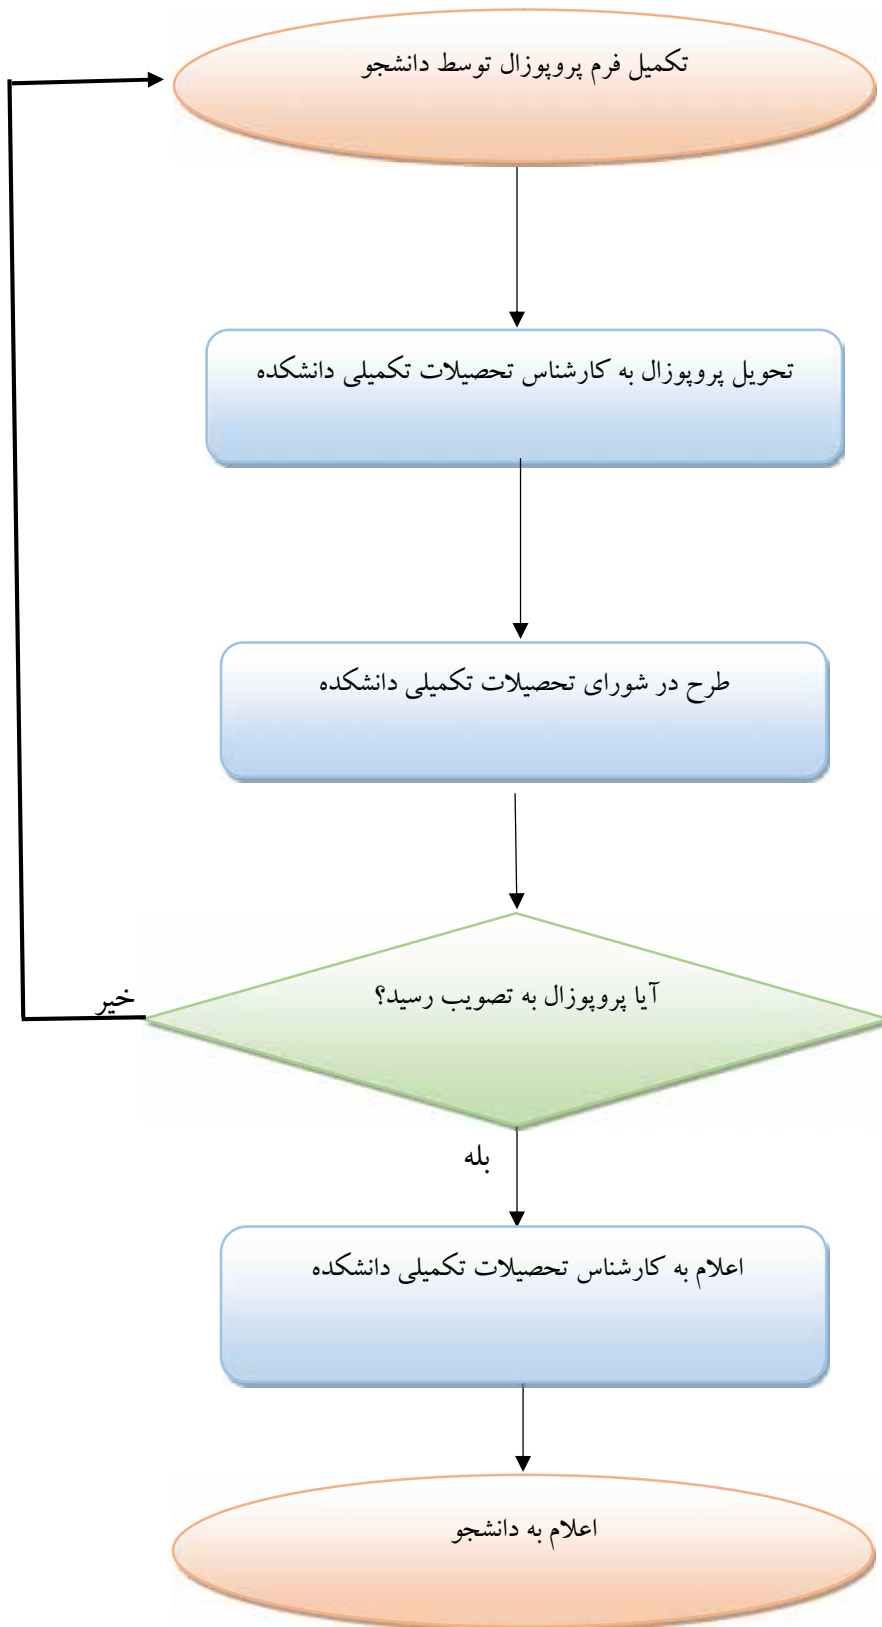 تکمیل فرم پروپوزال توسط دانشجو
تحویل پروپوزال به کارشناس تحصیلات تکمیلی دانشکده
طرح در شورای تحصیلات تکمیلی دانشکده
آیا پروپوزال به تصویب رسید؟
خیر
بله
اعلام به کارشناس تحصیلات تکمیلی دانشکده
اعلام به دانشجو